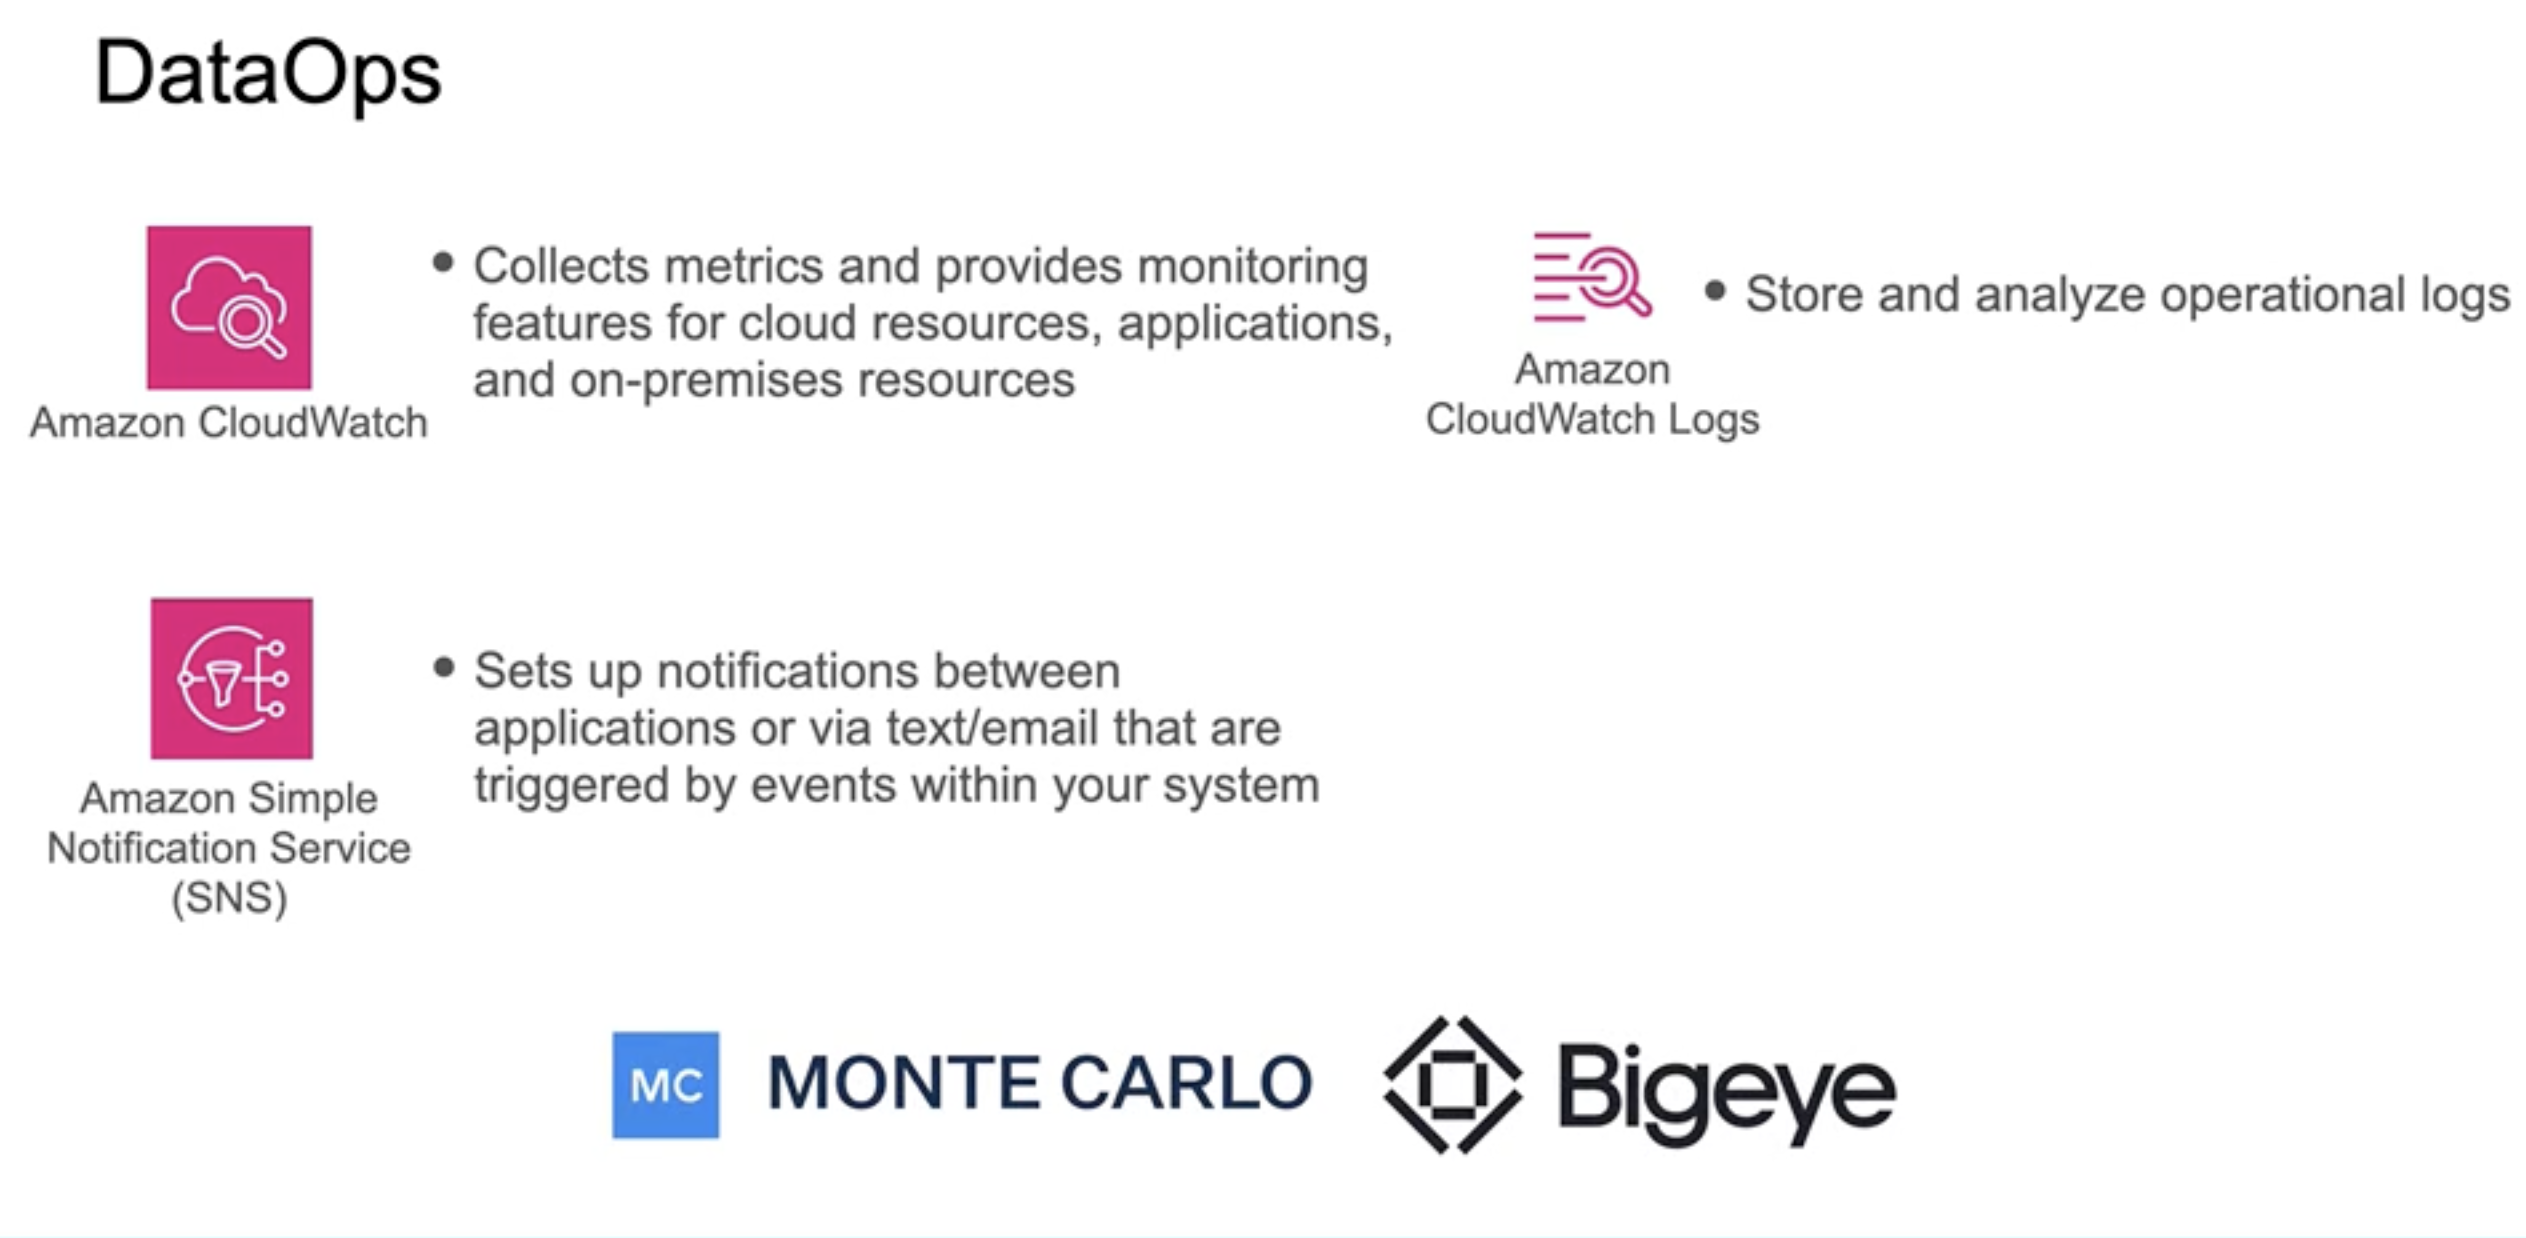 DataOps
• Collects metrics and provides monitoring
features for cloud resources, applications,
and on-premises resources
Amazon CloudWatch
• Store and analyze operational logs
Amazon
CloudWatch Logs
• Sets up notifications between
applications or via text/email that are
triggered by events within your system
Amazon Simple
Notification Service
(SNS)
MC MONTE CARLO
Bigeye